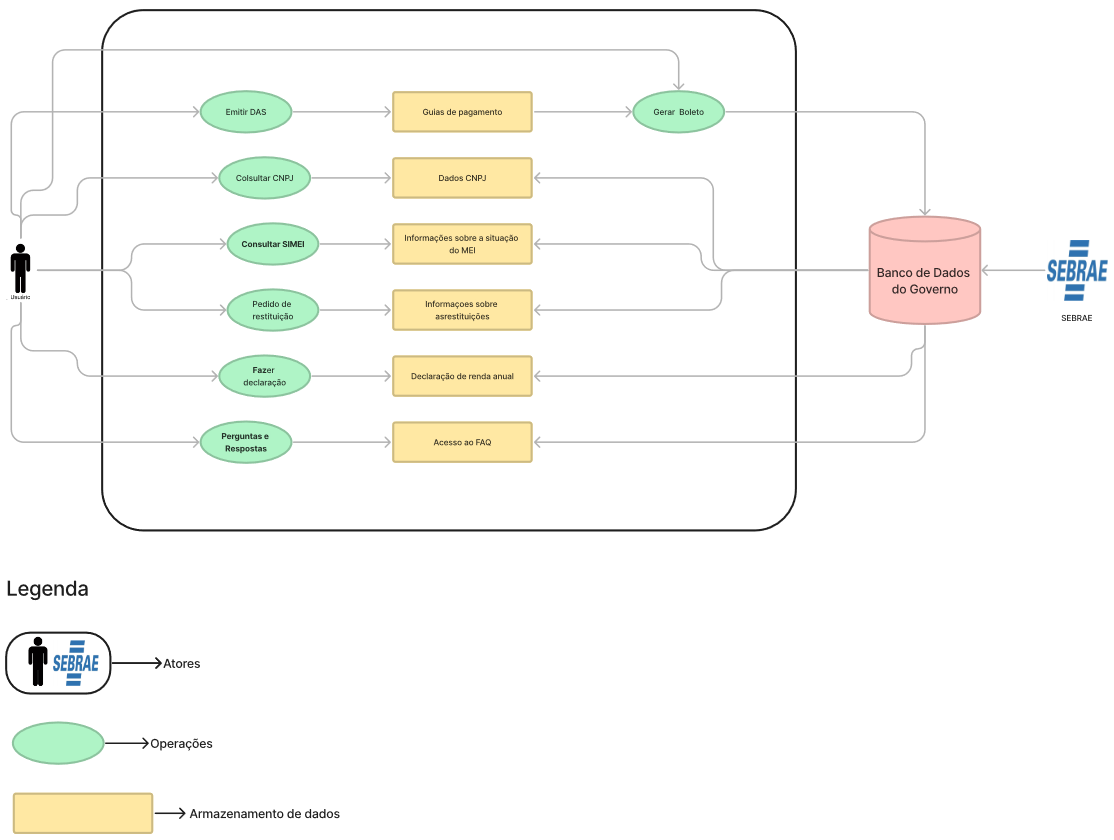 Emitir DAS
Guias de pagamento
Gerar Boleto
Colsultar CNPJ
Dados CNPJ
Consultar SIMEI
Informações sobre a situação
do MEI
Usuário
Banco de Dados
do Governo
SEBRAE
SEBRAE
Pedido de
restituição
Informaçoes sobre
asrestituições
Fazer
declaração
Declaração de renda anual
Perguntas e
Respostas
Acesso ao FAQ
Legenda
SEBRAE
Atores
Operações
Armazenamento de dados